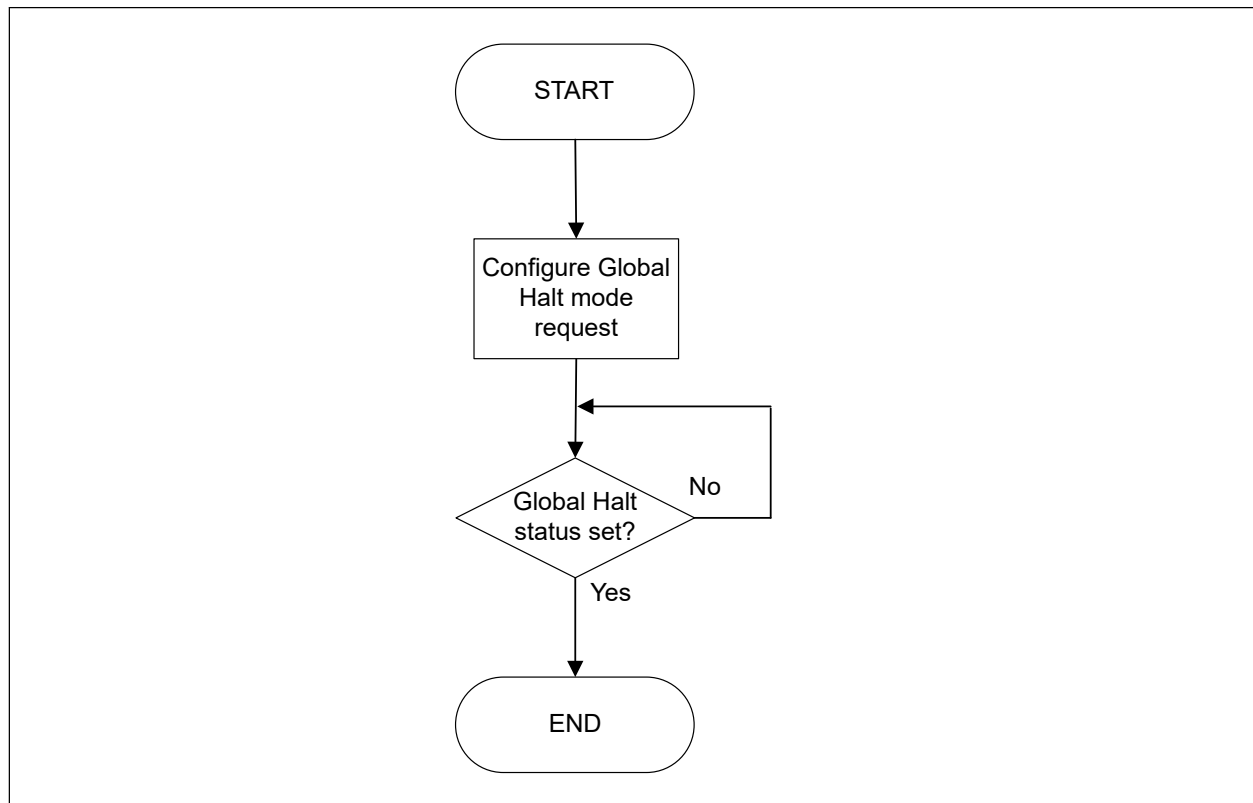 START
Configure Global
Halt mode
request
Global Halt
status set?
No
Yes
END